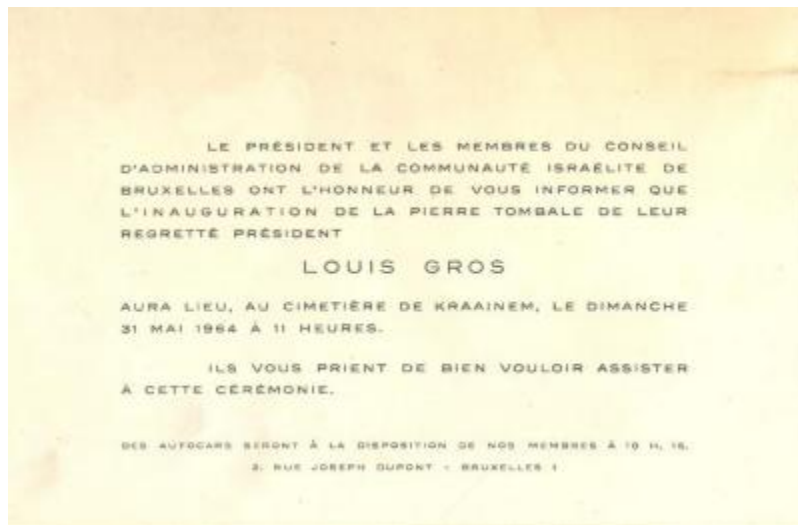 LE PRÉSIDENT ET LES MEMBRES DU CONSEIL
D'ADMINISTRATION DE LA COMMUNAUTÉ ISRAÉLITE DE
BRUXELLES ONT L'HONNEUR DE VOUS INFORMER QUE
L'INAUGURATION DE LA PIERRE TOMBALE DE LEUR
REGRETTÉ PRÉSIDENT
LOUIS GROS
AURA LIEU, AU CIMETIÈRE DE KRAAINEM, LE DIMANCHE
31 MAI 1964 À 11 HEURES.
ILS VOUS PRIENT DE BIEN VOULOIR ASSISTER
À CETTE CÉRÉMONIE.
DES AUTOCARS SERONT À LA DISPOSITION DE NOS MEMBRES À 10 H. 15,
2, RUE JOSEPH DUPONT - BRUXELLES 1